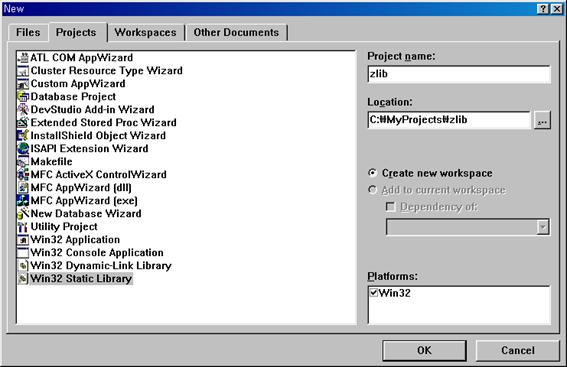 New
Files Projects Workspaces Other Documents
ATL COM AppWizard
Cluster Resource Type Wizard
Custom AppWizard
Database Project
DevStudio Add-in Wizard
Extended Stored Proc Wizard
InstallShield Object Wizard
ISAPI Extension Wizard
Makefile
MFC ActiveX ControlWizard
MFC AppWizard (dll)
MFC AppWizard (exe)
New Database Wizard
Utility Project
Win32 Application
Win32 Console Application
Win32 Dynamic-Link Library
Win32 Static Library
Project name:
zlib
Location:
C:₩MyProjects₩zlib
...
Create new workspace
Add to current workspace
Dependency of:
Platforms:
Win32
OK Cancel